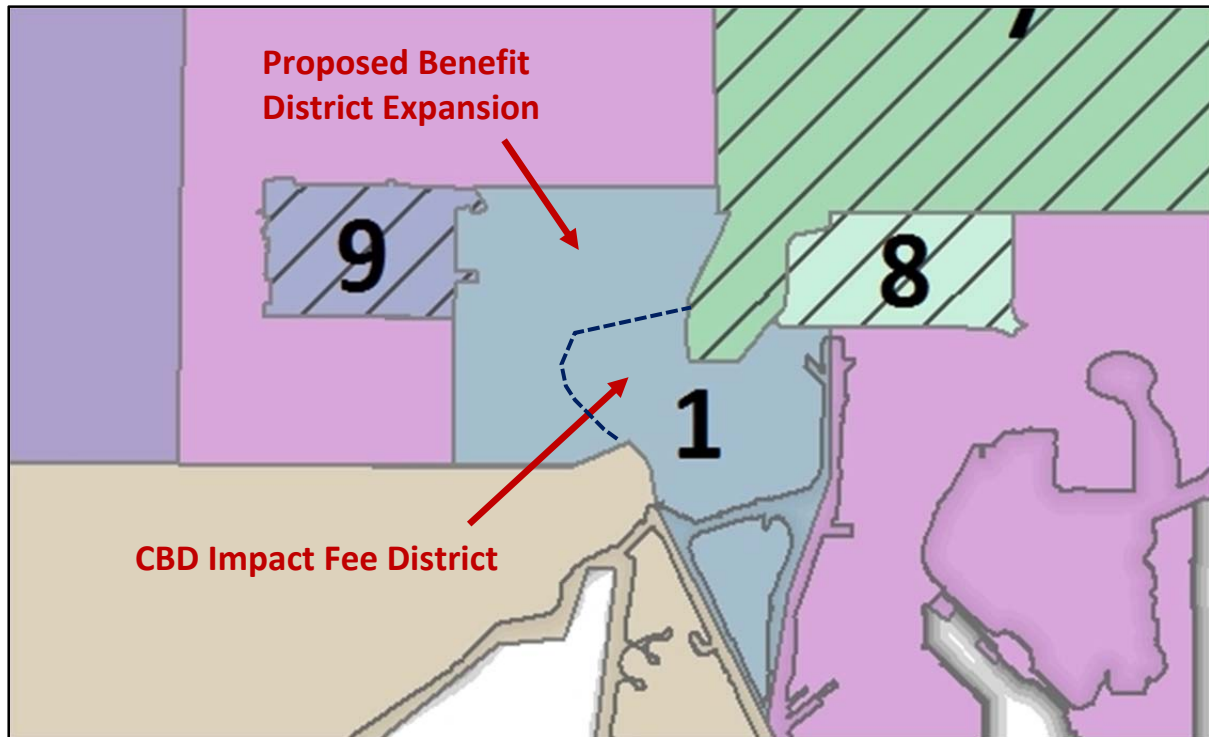 Proposed Benefit
District Expansion
9
8
1
CBD Impact Fee District